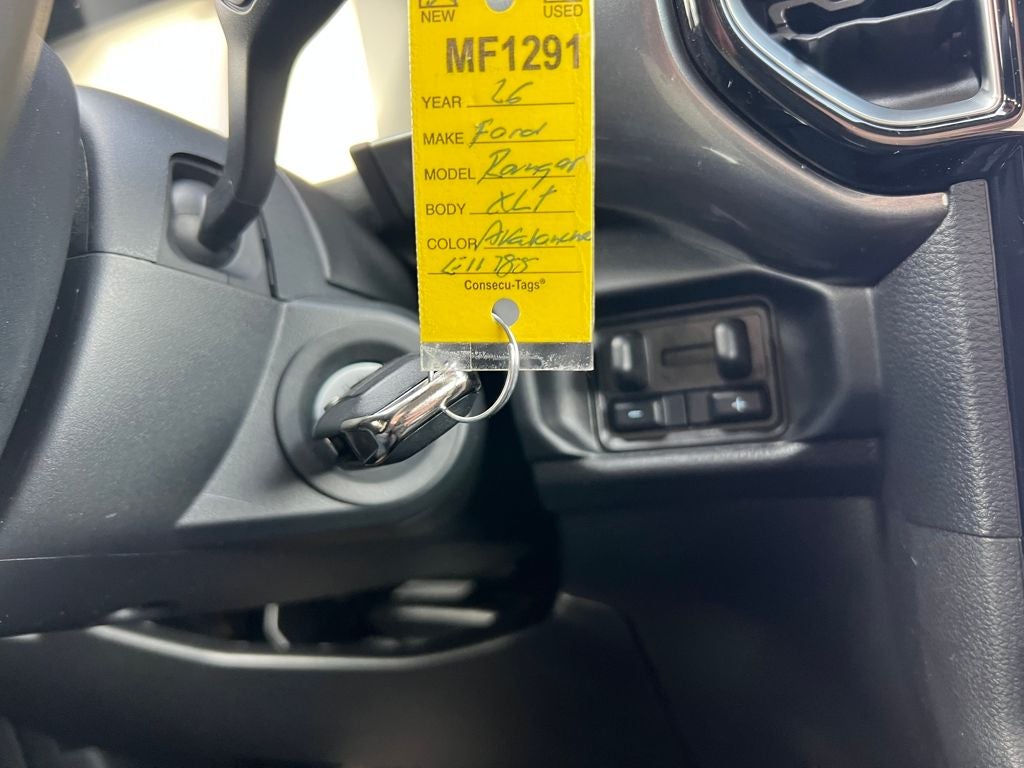 NEW USED
MF1291
YEAR 26
MAKE Ford
MODEL Ranger
BODY XLT
COLOR Avalanche
Consecu-Tags®
- +